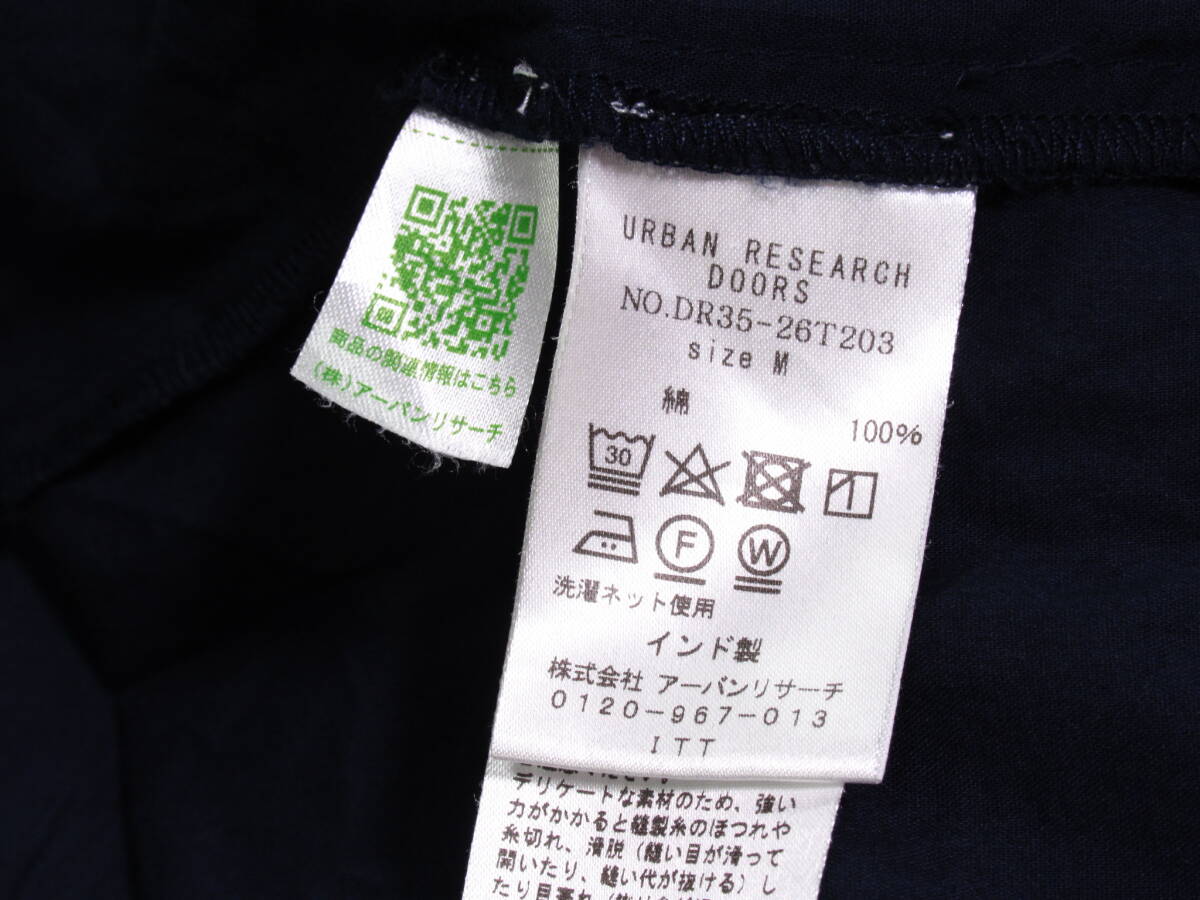 商品の関連情報はこちら
(株)アーバンリサーチ
URBAN RESEARCH
DOORS
NO.DR35-26T203
size M
綿
100%
30
F
W
洗濯ネット使用
インド製
株式会社 アーバンリサーチ
0120-967-013
ITT
デリケートな素材のため、強い
力がかかると縫製糸のほつれや
糸切れ、滑脱(縫い目が滑って
開いたり、縫い代が抜ける)し